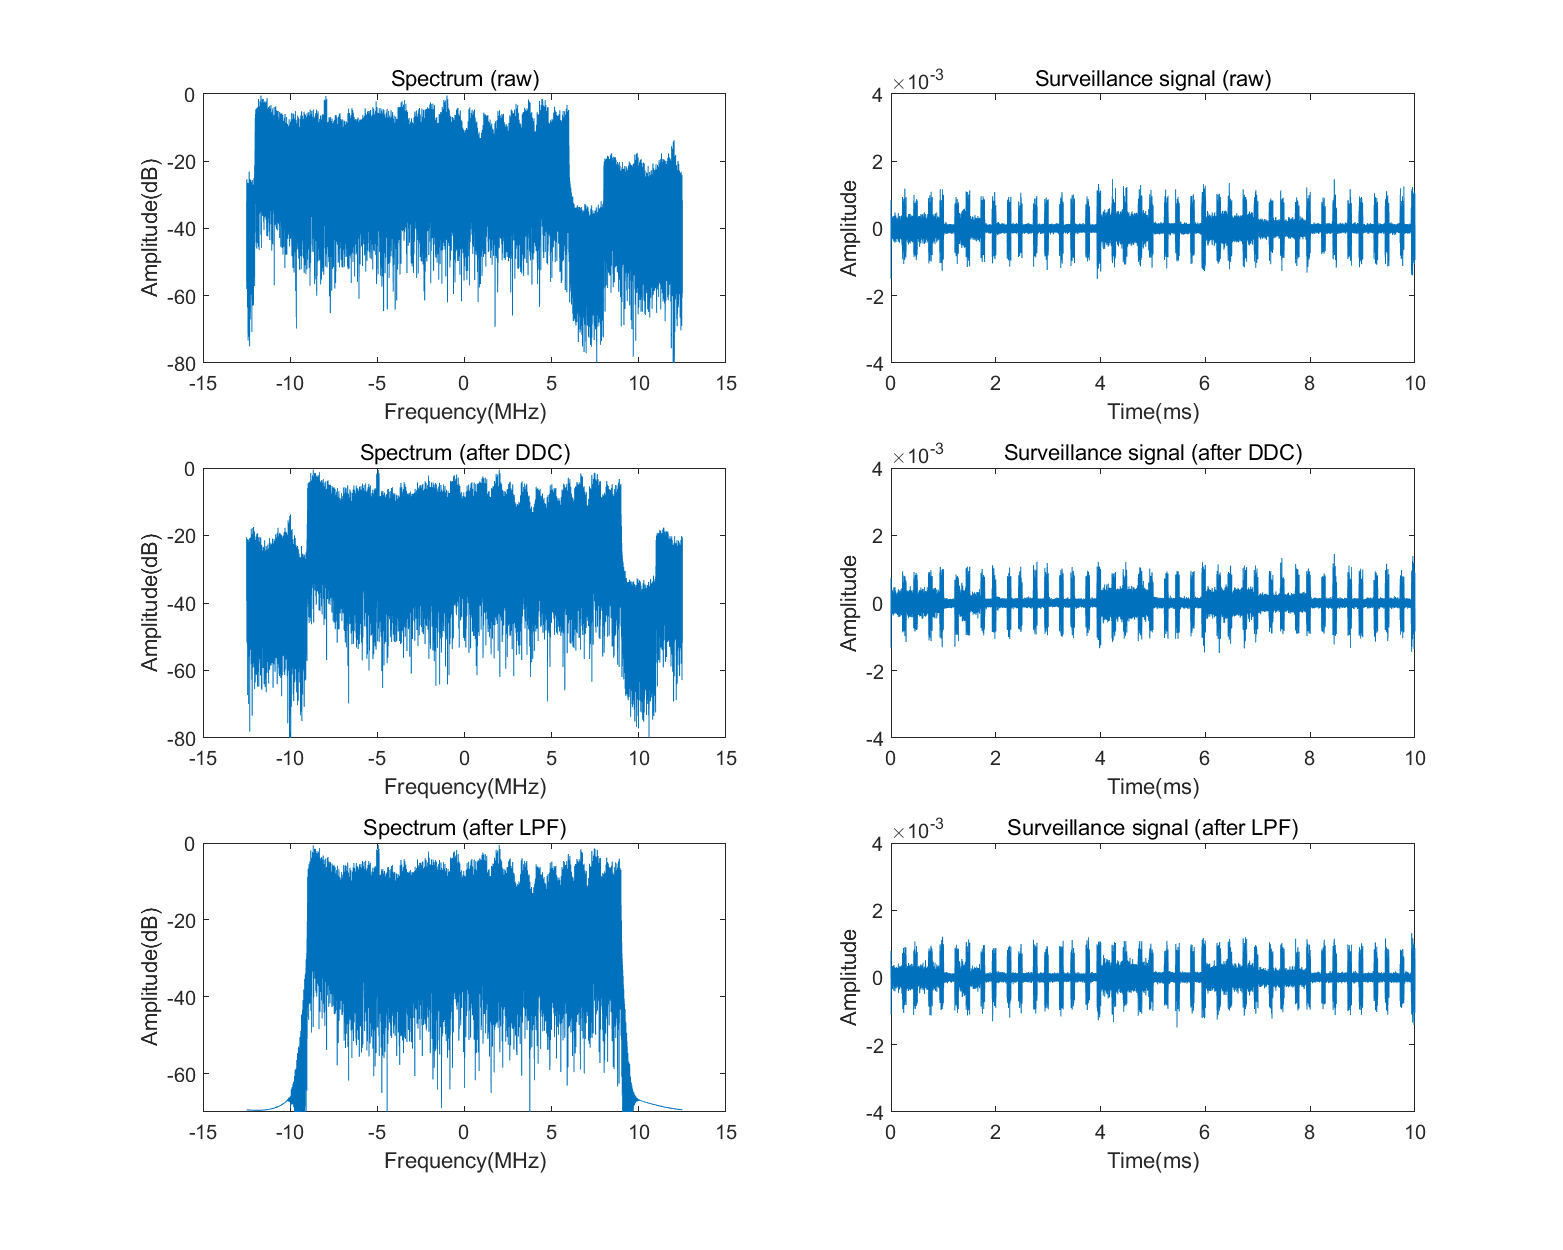 Spectrum (raw)
0
-20
-40
-60
-80
Amplitude(dB)
-15 -10 -5 0 5 10 15
Frequency(MHz)
Surveillance signal (raw)
×10-3
4
2
0
-2
-4
Amplitude
0 2 4 6 8 10
Time(ms)
Spectrum (after DDC)
0
-20
-40
-60
-80
Amplitude(dB)
-15 -10 -5 0 5 10 15
Frequency(MHz)
Surveillance signal (after DDC)
×10-3
4
2
0
-2
-4
Amplitude
0 2 4 6 8 10
Time(ms)
Spectrum (after LPF)
0
-20
-40
-60
Amplitude(dB)
-15 -10 -5 0 5 10 15
Frequency(MHz)
Surveillance signal (after LPF)
×10-3
4
2
0
-2
-4
Amplitude
0 2 4 6 8 10
Time(ms)